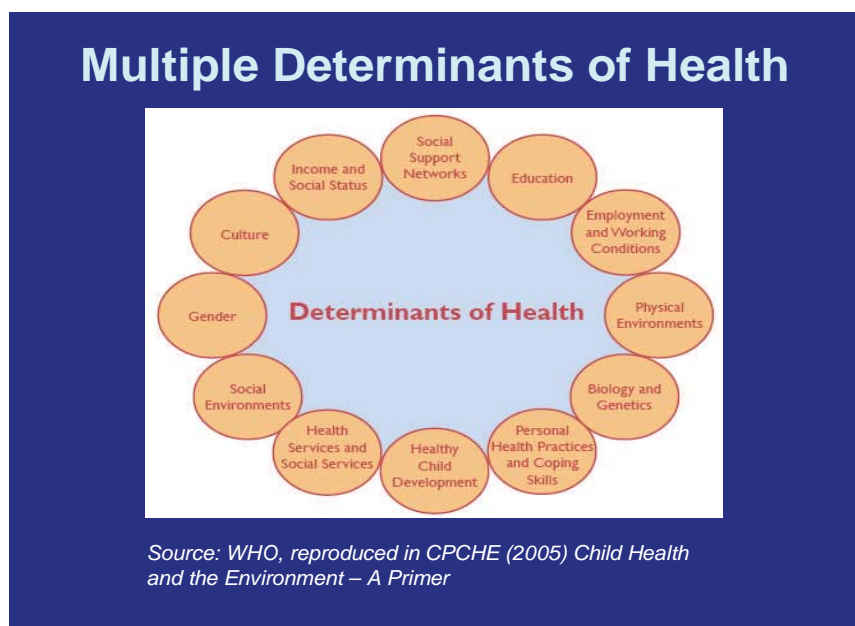 Multiple Determinants of Health
Social
Support
Networks
Education
Employment
and Working
Conditions
Physical
Environments
Biology and
Genetics
Personal
Health Practices
and Coping
Skills
Healthy
Child
Development
Health
Services and
Social Services
Social
Environments
Gender
Culture
Income and
Social Status
Determinants of Health
Source: WHO, reproduced in CPCHE (2005) Child Health
and the Environment – A Primer